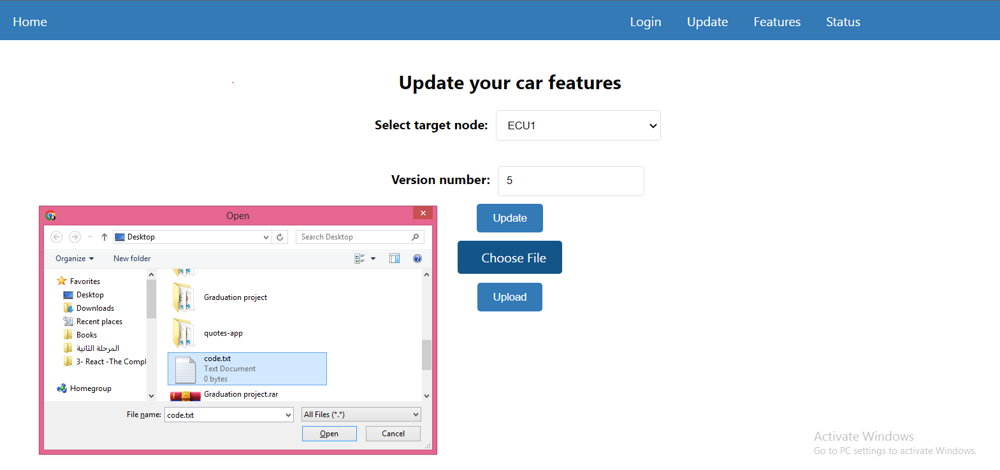 Home Login Update Features Status
Update your car features
Select target node: ECU1
Version number: 5
Update
Choose File
Upload
Open
Desktop
Search Desktop
Organize
New folder
Favorites
Desktop
Downloads
Recent places
Books
المرحلة الثانية
3- React -The Compl
Homegroup
Graduation project
quotes-app
code.txt
Text Document
0 bytes
Graduation project.rar
File name: code.txt
All Files (*.*)
Open
Cancel
Activate Windows
Go to PC settings to activate Windows.